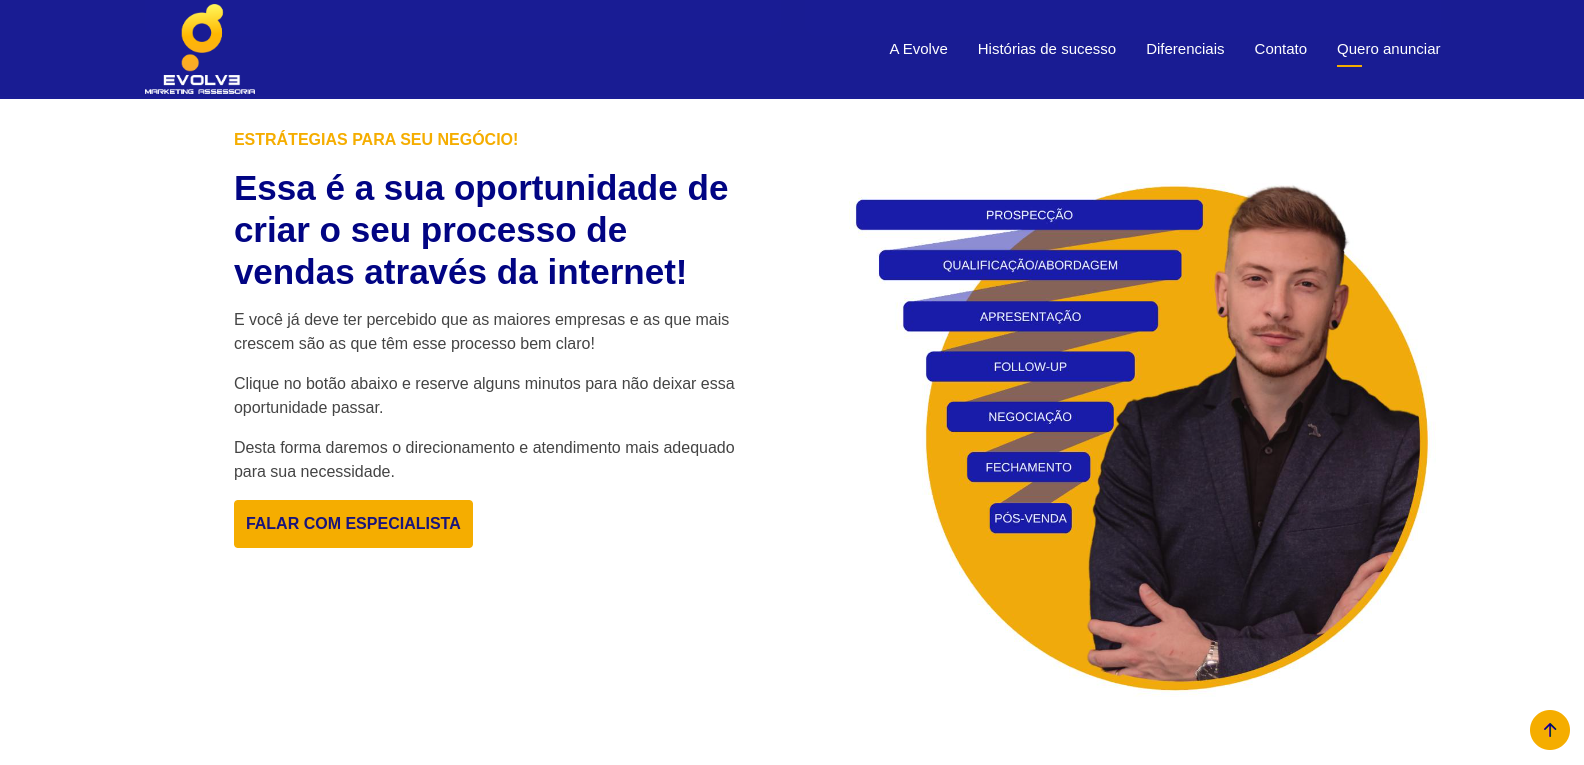 EVOLVE
MARKETING ASSESSORIA
A Evolve
Histórias de sucesso
Diferenciais
Contato
Quero anunciar
ESTRÁTEGIAS PARA SEU NEGÓCIO!
Essa é a sua oportunidade de
criar o seu processo de
vendas através da internet!
E você já deve ter percebido que as maiores empresas e as que mais
crescem são as que têm esse processo bem claro!
Clique no botão abaixo e reserve alguns minutos para não deixar essa
oportunidade passar.
Desta forma daremos o direcionamento e atendimento mais adequado
para sua necessidade.
FALAR COM ESPECIALISTA
PROSPECÇÃO
QUALIFICAÇÃO/ABORDAGEM
APRESENTAÇÃO
FOLLOW-UP
NEGOCIAÇÃO
FECHAMENTO
PÓS-VENDA